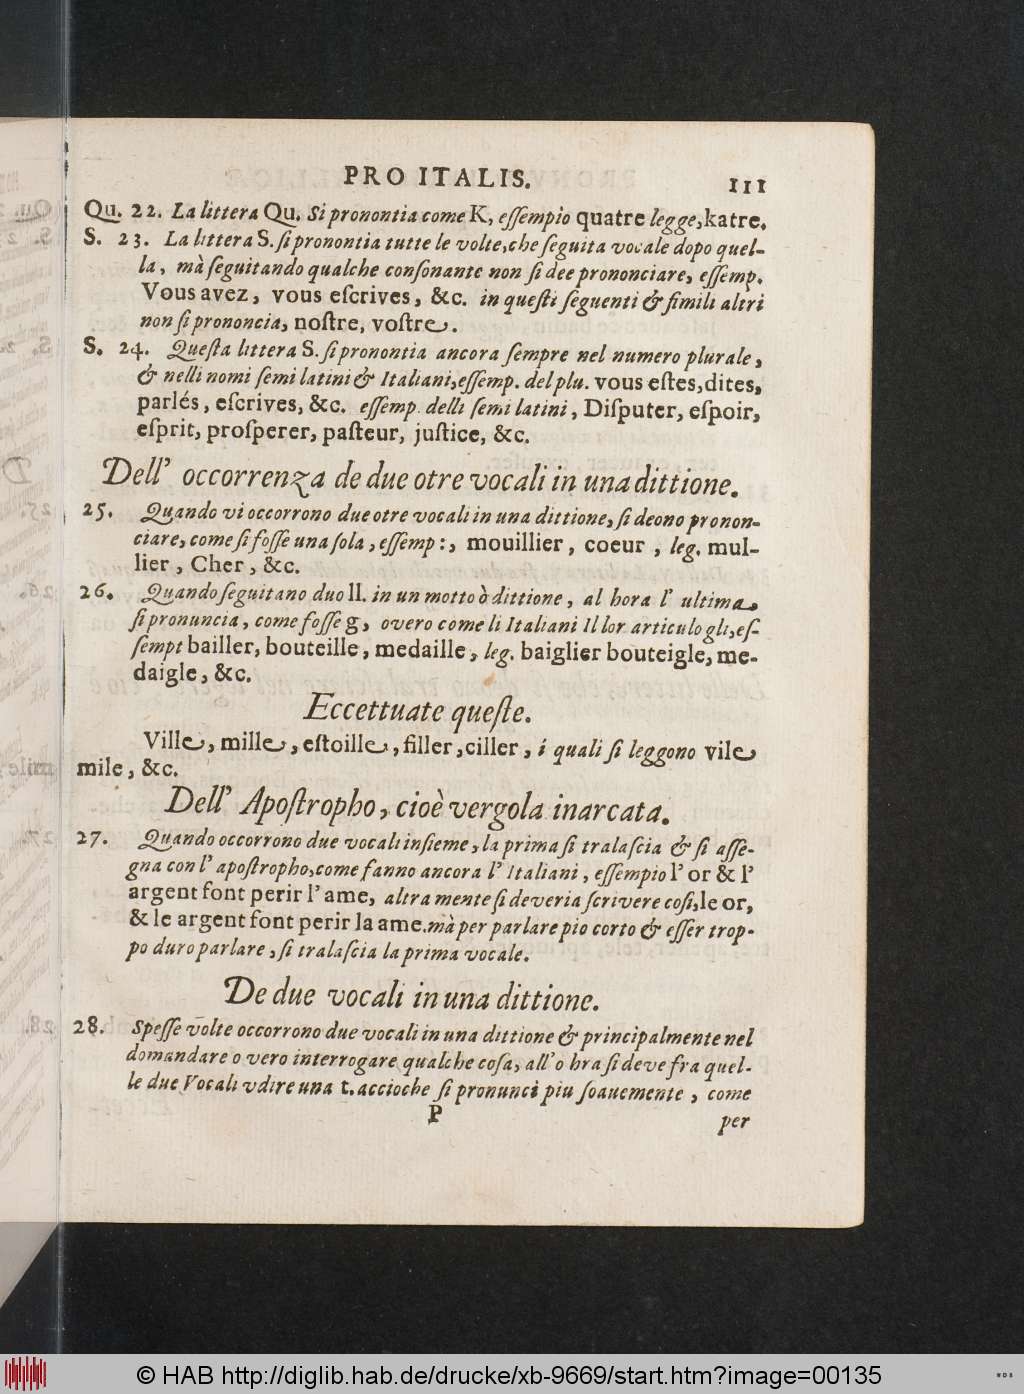 PRO ITALIS. 111
Qu. 22. La littera Qu. Si pronontia come K, eſſempio quatre legge, katre.
S. 23. La littera S. ſi pronontia tutte le volte, che ſeguita vocale dopo quel-
la, mà ſeguitando qualche conſonante non ſi dee prononciare, eſſemp.
Vous avez, vous eſcrives, &c. in queſti ſeguenti & ſimili altri
non ſi prononcia, noſtre, voſtre.
S. 24. Queſta littera S. ſi pronontia ancora ſempre nel numero plurale,
& nelli nomi ſemi latini & Italiani, eſſemp. del plu. vous eſtes, dites,
parlés, eſcrives, &c. eſſemp. delli ſemi latini, Diſputer, eſpoir,
eſprit, proſperer, paſteur, juſtice, &c.
Dell' occorrenza de due otre vocali in una dittione.
25. Quando vi occorrono due otre vocali in una dittione, ſi deono pronon-
ciare, come ſi foſſe una ſola, eſſemp:, mouillier, coeur, leg. mul-
lier, Cher, &c.
26. Quando ſeguitano duo ll. in un motto ò dittione, al hora l' ultima,
ſi pronuncia, come foſſe g, overo come li Italiani Il lor articulo gli, eſ-
ſempt bailler, bouteille, medaille, leg. baiglier bouteigle, me-
daigle, &c.
Eccettuate queſte.
Ville, mille, eſtoille, filler, ciller, i quali ſi leggono vile
mile, &c.
Dell' Apoſtropho, cioè vergola inarcata.
27. Quando occorrono due vocali inſieme, la prima ſi tralaſcia & ſi aſſe-
gna con l' apoſtropho, come fanno ancora l' Italiani, eſſempio l' or & l'
argent font perir l' ame, altra mente ſi deveria ſcrivere coſi, le or,
& le argent font perir la ame. mà per parlare pio corto & eſſer trop-
po duro parlare, ſi tralaſcia la prima vocale.
De due vocali in una dittione.
28. Speſſe volte occorrono due vocali in una dittione & principalmente nel
domandare o vero interrogare qualche coſa, all' o hra ſi deve fra quel-
le due Vocali vdire una t. accioche ſi pronunci piu ſoauemente, come
P
per
© HAB http://diglib.hab.de/drucke/xb-9669/start.htm?image=00135